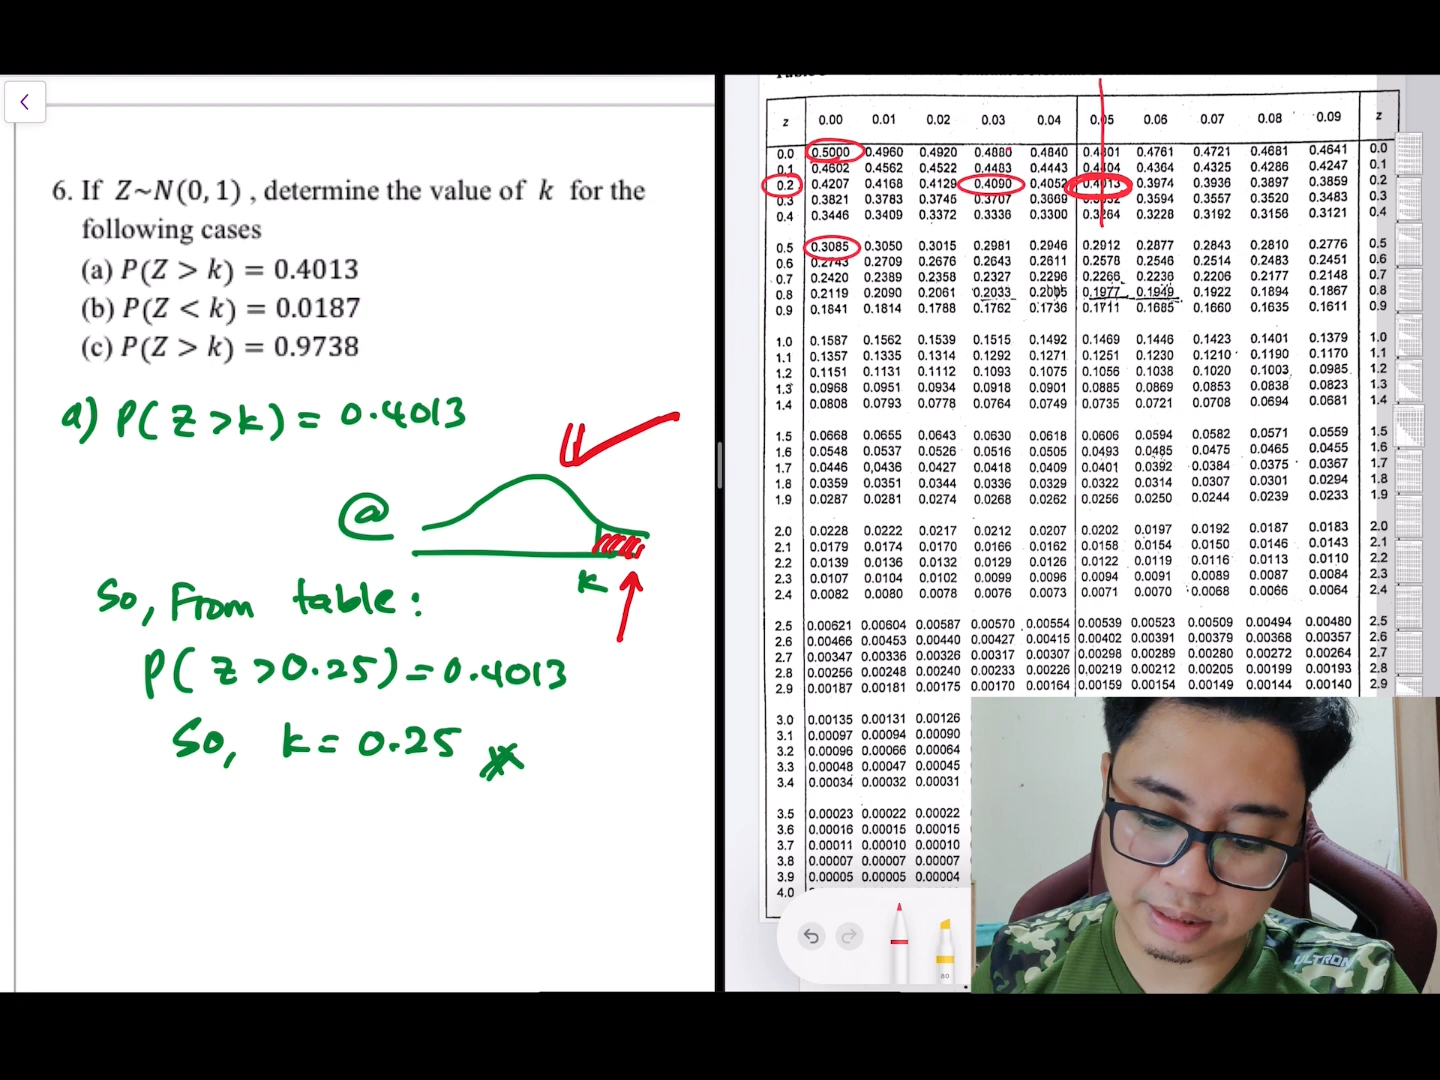 6. If Z~N(0, 1) , determine the value of k for the
following cases
(a) P(Z > k) = 0.4013
(b) P(Z < k) = 0.0187
(c) P(Z > k) = 0.9738
a) P(Z>k) = 0.4013
@
k
So, From table:
P(Z>0.25)=0.4013
So, k = 0.25
z 0.00 0.01 0.02 0.03 0.04 0.05 0.06 0.07 0.08 0.09 z
0.0 0.5000 0.4960 0.4920 0.4880 0.4840 0.4801 0.4761 0.4721 0.4681 0.4641 0.0
0.1 0.4602 0.4562 0.4522 0.4483 0.4443 0.4404 0.4364 0.4325 0.4286 0.4247 0.1
0.2 0.4207 0.4168 0.4129 0.4090 0.4052 0.4013 0.3974 0.3936 0.3897 0.3859 0.2
0.3 0.3821 0.3783 0.3745 0.3707 0.3669 0.3594 0.3557 0.3520 0.3483 0.3
0.4 0.3446 0.3409 0.3372 0.3336 0.3300 0.3264 0.3228 0.3192 0.3156 0.3121 0.4
0.5 0.3085 0.3050 0.3015 0.2981 0.2946 0.2912 0.2877 0.2843 0.2810 0.2776 0.5
0.6 0.2743 0.2709 0.2676 0.2643 0.2611 0.2578 0.2546 0.2514 0.2483 0.2451 0.6
0.7 0.2420 0.2389 0.2358 0.2327 0.2296 0.2266 0.2236 0.2206 0.2177 0.2148 0.7
0.8 0.2119 0.2090 0.2061 0.2033 0.2005 0.1977 0.1949 0.1922 0.1894 0.1867 0.8
0.9 0.1841 0.1814 0.1788 0.1762 0.1736 0.1711 0.1685 0.1660 0.1635 0.1611 0.9
1.0 0.1587 0.1562 0.1539 0.1515 0.1492 0.1469 0.1446 0.1423 0.1401 0.1379 1.0
1.1 0.1357 0.1335 0.1314 0.1292 0.1271 0.1251 0.1230 0.1210 0.1190 0.1170 1.1
1.2 0.1151 0.1131 0.1112 0.1093 0.1075 0.1056 0.1038 0.1020 0.1003 0.0985 1.2
1.3 0.0968 0.0951 0.0934 0.0918 0.0901 0.0885 0.0869 0.0853 0.0838 0.0823 1.3
1.4 0.0808 0.0793 0.0778 0.0764 0.0749 0.0735 0.0721 0.0708 0.0694 0.0681 1.4
1.5 0.0668 0.0655 0.0643 0.0630 0.0618 0.0606 0.0594 0.0582 0.0571 0.0559 1.5
1.6 0.0548 0.0537 0.0526 0.0516 0.0505 0.0493 0.0485 0.0475 0.0465 0.0455 1.6
1.7 0.0446 0,0436 0.0427 0.0418 0.0409 0.0401 0.0392 0.0384 0.0375 0.0367 1.7
1.8 0.0359 0.0351 0.0344 0.0336 0.0329 0.0322 0.0314 0.0307 0.0301 0.0294 1.8
1.9 0.0287 0.0281 0.0274 0.0268 0.0262 0.0256 0.0250 0.0244 0.0239 0.0233 1.9
2.0 0.0228 0.0222 0.0217 0.0212 0.0207 0.0202 0.0197 0.0192 0.0187 0.0183 2.0
2.1 0.0179 0.0174 0.0170 0.0166 0.0162 0.0158 0.0154 0.0150 0.0146 0.0143 2.1
2.2 0.0139 0.0136 0.0132 0.0129 0.0126 0.0122 0.0119 0.0116 0.0113 0.0110 2.2
2.3 0.0107 0.0104 0.0102 0.0099 0.0096 0.0094 0.0091 0.0089 0.0087 0.0084 2.3
2.4 0.0082 0.0080 0.0078 0.0076 0.0073 0.0071 0.0070 0.0068 0.0066 0.0064 2.4
2.5 0.00621 0.00604 0.00587 0.00570 0.00554 0.00539 0.00523 0.00509 0.00494 0.00480 2.5
2.6 0.00466 0.00453 0.00440 0.00427 0.00415 0.00402 0.00391 0.00379 0.00368 0.00357 2.6
2.7 0.00347 0.00336 0.00326 0.00317 0.00307 0.00298 0.00289 0.00280 0.00272 0.00264 2.7
2.8 0.00256 0.00248 0.00240 0.00233 0.00226 0.00219 0.00212 0.00205 0.00199 0.00193 2.8
2.9 0.00187 0.00181 0.00175 0.00170 0.00164 0.00159 0.00154 0.00149 0.00144 0.00140 2.9
3.0 0.00135 0.00131 0.00126
3.1 0.00097 0.00094 0.00090
3.2 0.00096 0.00066 0.00064
3.3 0.00048 0.00047 0.00045
3.4 0.00034 0.00032 0.00031
3.5 0.00023 0.00022 0.00022
3.6 0.00016 0.00015 0.00015
3.7 0.00011 0.00010 0.00010
3.8 0.00007 0.00007 0.00007
3.9 0.00005 0.00005 0.00004
4.0
80
ULTRON